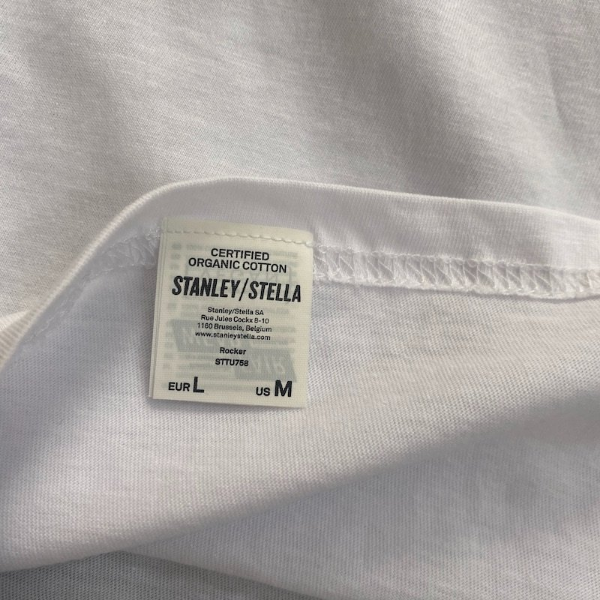 CERTIFIED
ORGANIC COTTON
STANLEY/STELLA
Stanley/Stella SA
Rue Jules Cockx 8-10
1160 Brussels, Belgium
www.stanleystella.com
Rocker
STTU758
EUR L US M